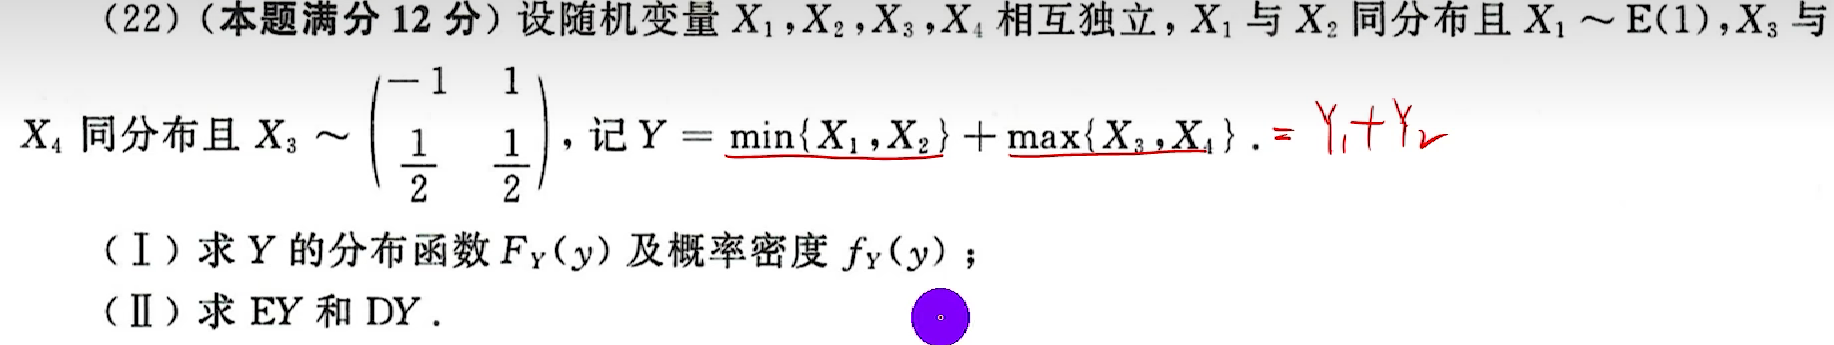 (22)(本题满分 12 分)设随机变量 X₁,X₂,X₃,X₄ 相互独立,X₁ 与 X₂ 同分布且 X₁ ~ E(1),X₃ 与
X₄ 同分布且 X₃ ~ (−1 1; 1/2 1/2),记 Y = min{X₁,X₂} + max{X₃,X₄}. = Y₁+Y₂
(Ⅰ)求 Y 的分布函数 F_Y(y) 及概率密度 f_Y(y);
(Ⅱ)求 EY 和 DY.